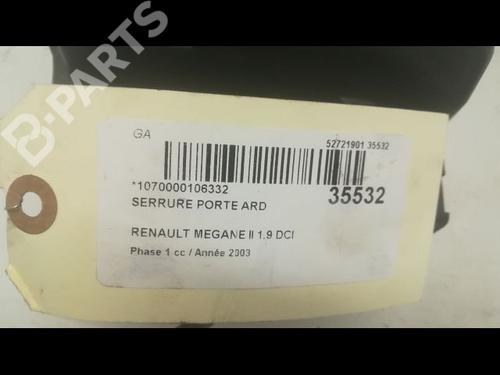 B-PARTS
GA
52721901 35532
*1070000106332
35532
SERRURE PORTE ARD
RENAULT MEGANE II 1.9 DCI
Phase 1 cc / Année 2003